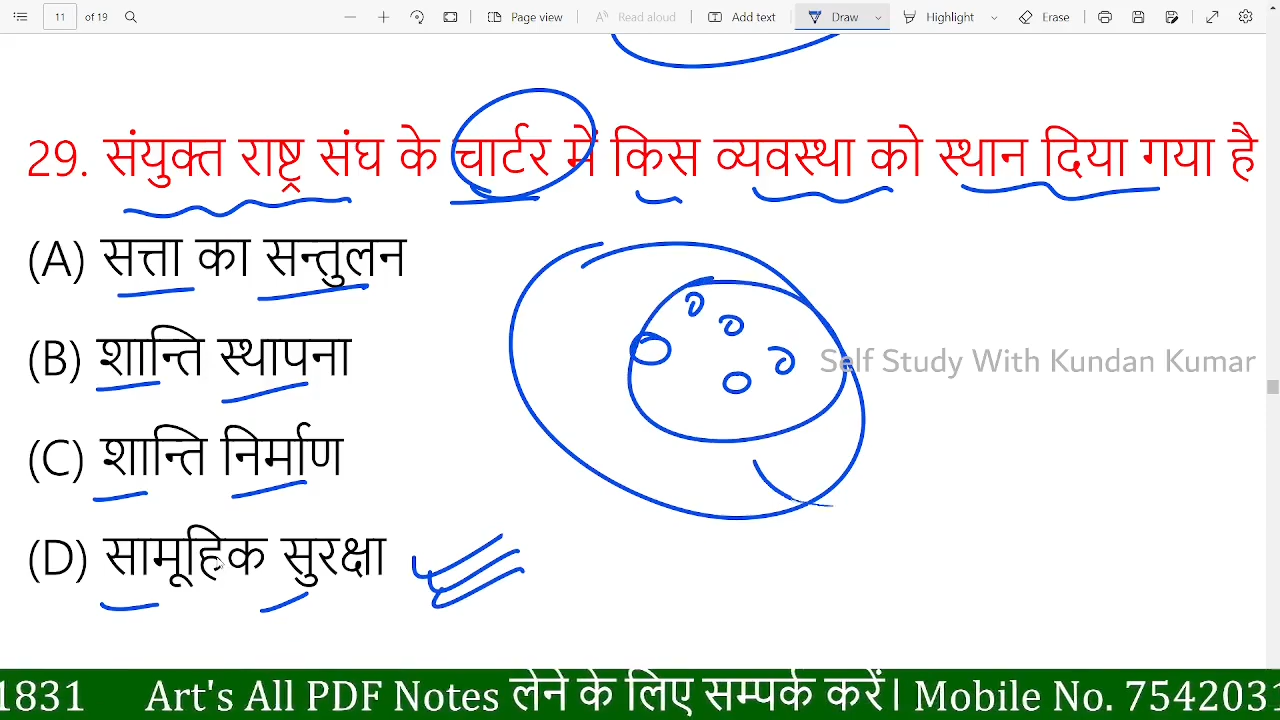 11 of 19 Page view Read aloud Add text Draw Highlight Erase
29. संयुक्त राष्ट्र संघ के चार्टर में किस व्यवस्था को स्थान दिया गया है
(A) सत्ता का सन्तुलन
(B) शान्ति स्थापना
Self Study With Kundan Kumar
(C) शान्ति निर्माण
(D) सामूहिक सुरक्षा
1831 Art's All PDF Notes लेने के लिए सम्पर्क करें। Mobile No. 7542031